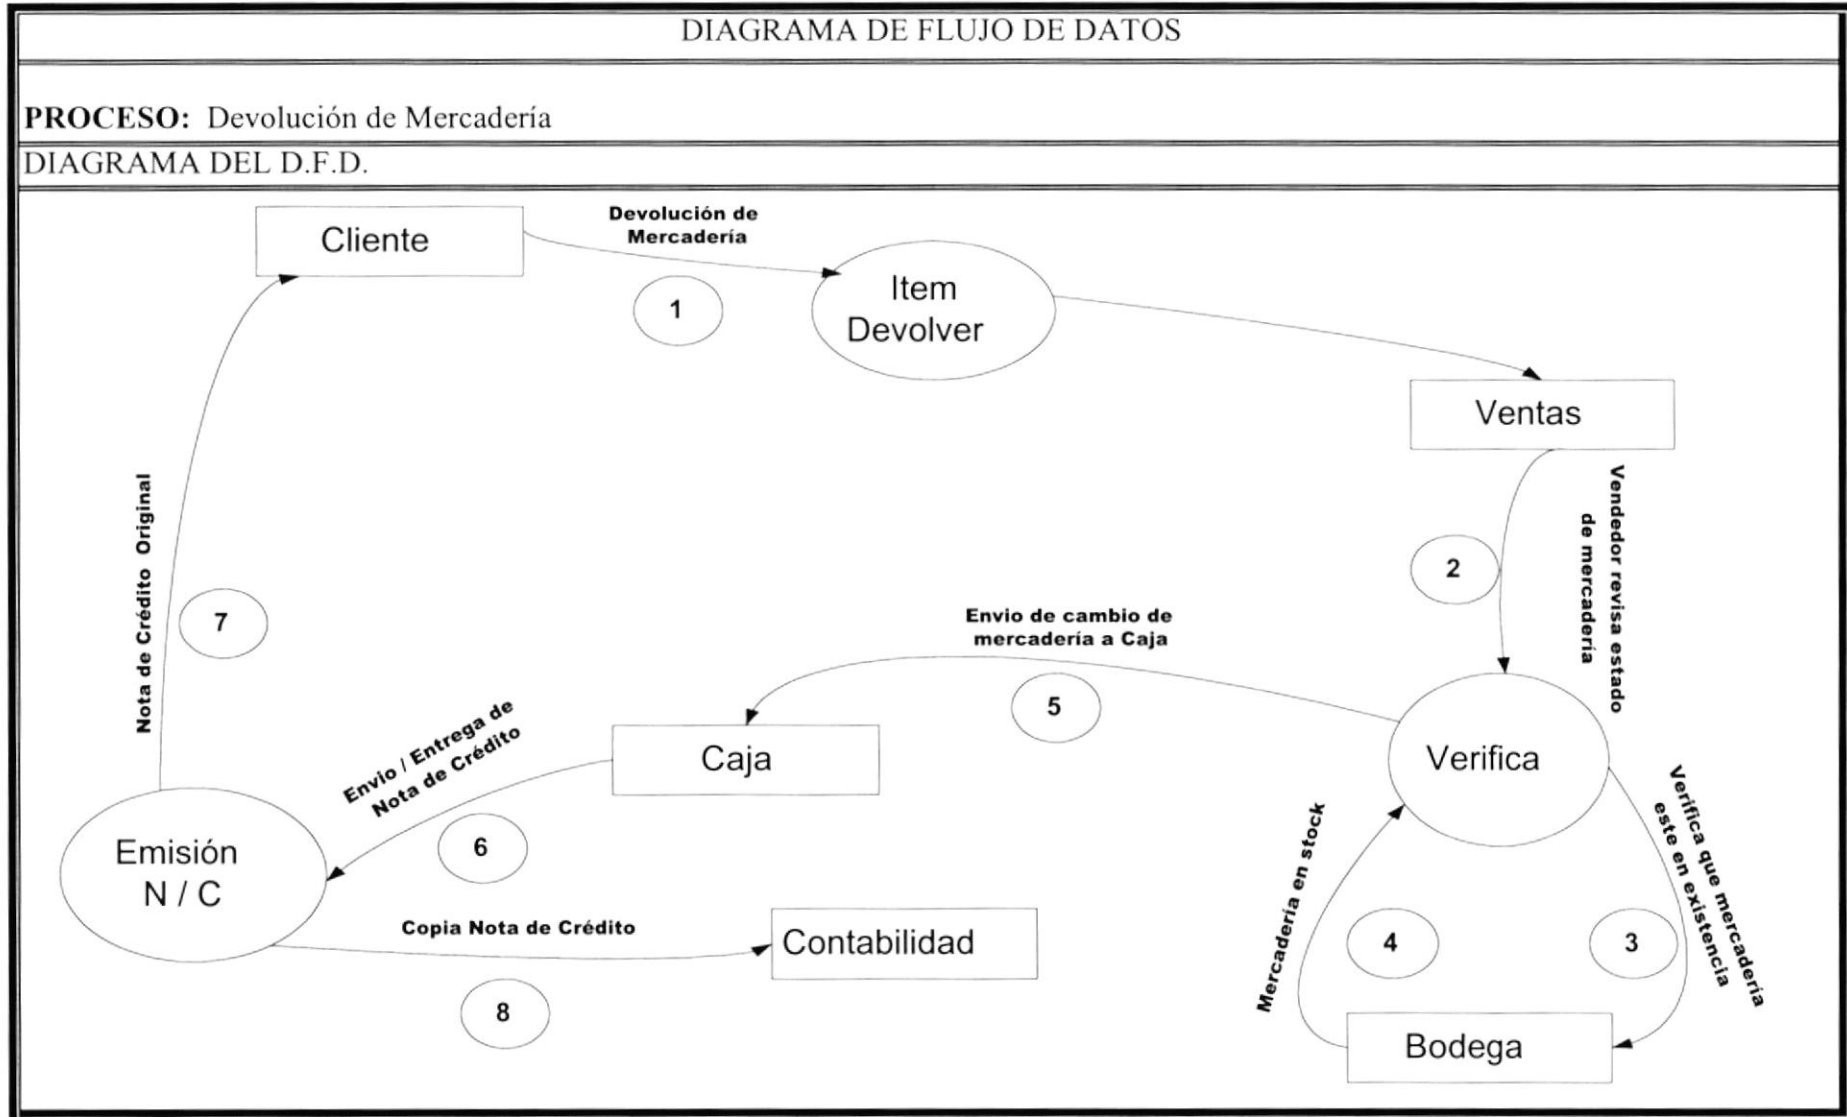 DIAGRAMA DE FLUJO DE DATOS
PROCESO: Devolución de Mercadería
DIAGRAMA DEL D.F.D.
Cliente
Devolución de
Mercadería
1
Item
Devolver
Ventas
Vendedor revisa estado
de mercadería
2
Verifica
Verifica que mercadería
este en existencia
3
Bodega
Mercadería en stock
4
Envio de cambio de
mercadería a Caja
5
Caja
Envio / Entrega de
Nota de Crédito
6
Emisión
N / C
Nota de Crédito Original
7
Copia Nota de Crédito
8
Contabilidad